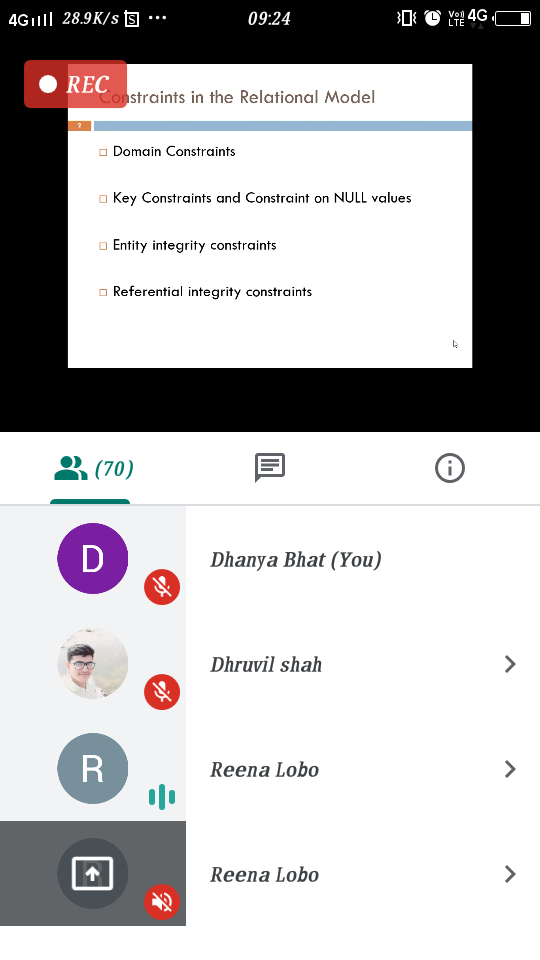 4G 28.9K/s S ... 09:24 Vo) LTE 4G
REC
Constraints in the Relational Model
2
Domain Constraints
Key Constraints and Constraint on NULL values
Entity integrity constraints
Referential integrity constraints
(70)
D
Dhanya Bhat (You)
Dhruvil shah
R
Reena Lobo
Reena Lobo